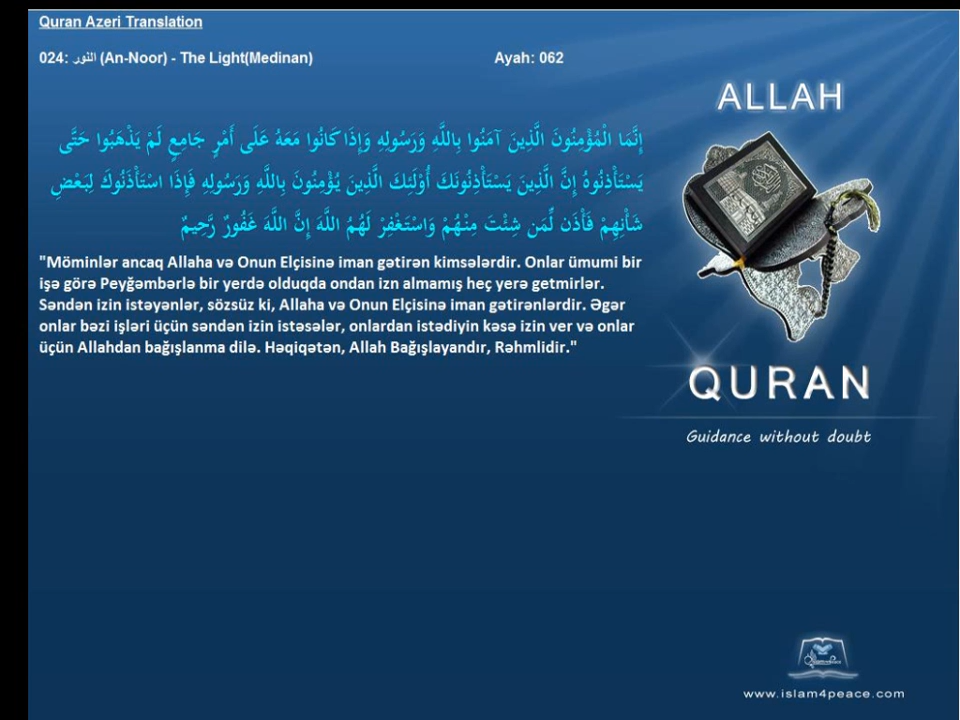 Quran Azeri Translation
024: النور (An-Noor) - The Light(Medinan)
Ayah: 062
إِنَّمَا الْمُؤْمِنُونَ الَّذِينَ آمَنُوا بِاللَّهِ وَرَسُولِهِ وَإِذَا كَانُوا مَعَهُ عَلَى أَمْرٍ جَامِعٍ لَمْ يَذْهَبُوا حَتَّى
يَسْتَأْذِنُوهُ إِنَّ الَّذِينَ يَسْتَأْذِنُونَكَ أُوْلَئِكَ الَّذِينَ يُؤْمِنُونَ بِاللَّهِ وَرَسُولِهِ فَإِذَا اسْتَأْذَنُوكَ لِبَعْضِ
شَأْنِهِمْ فَأْذَن لِّمَن شِئْتَ مِنْهُمْ وَاسْتَغْفِرْ لَهُمُ اللَّهَ إِنَّ اللَّهَ غَفُورٌ رَّحِيمٌ
"Möminlər ancaq Allaha və Onun Elçisinə iman gətirən kimsələrdir. Onlar ümumi bir
işə görə Peyğəmbərlə bir yerdə olduqda ondan izn almamış heç yerə getmirlər.
Səndən izin istəyənlər, sözsüz ki, Allaha və Onun Elçisinə iman gətirənlərdir. Əgər
onlar bəzi işləri üçün səndən izin istəsələr, onlardan istədiyin kəsə izin ver və onlar
üçün Allahdan bağışlanma dilə. Həqiqətən, Allah Bağışlayandır, Rəhmlidir."
ALLAH
QURAN
Guidance without doubt
www.islam4peace.com